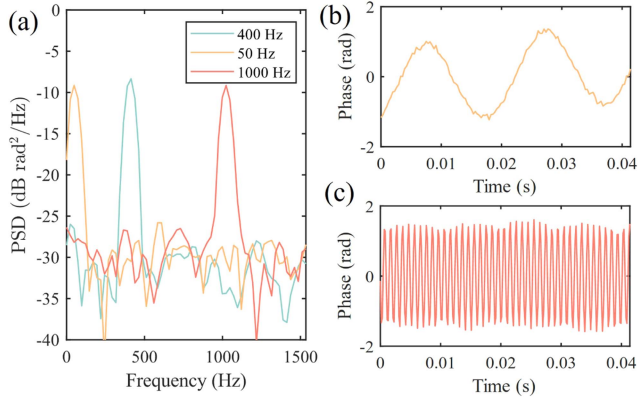 (a)
0
-5
-10
-15
-20
-25
-30
-35
-40
PSD (dB rad²/Hz)
400 Hz
50 Hz
1000 Hz
0 500 1000 1500
Frequency (Hz)
(b)
2
0
-2
Phase (rad)
0 0.01 0.02 0.03 0.04
Time (s)
(c)
2
0
-2
Phase (rad)
0 0.01 0.02 0.03 0.04
Time (s)